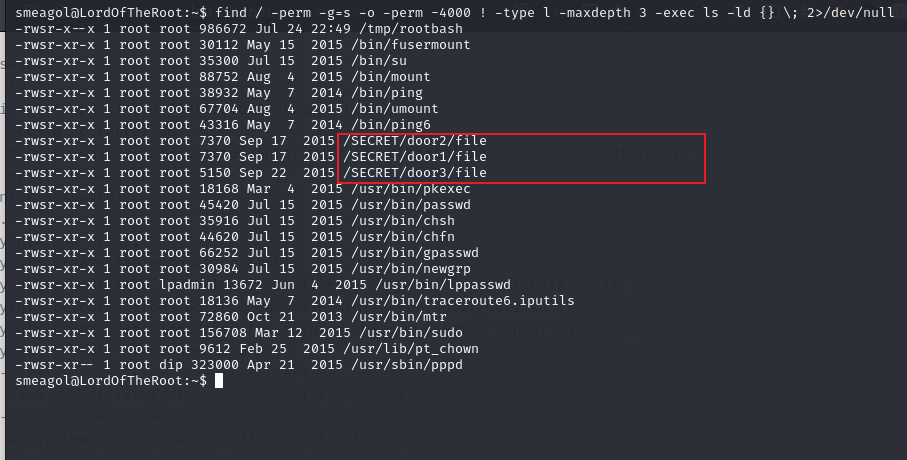 smeagol@LordOfTheRoot:~$ find / -perm -g=s -o -perm -4000 ! -type l -maxdepth 3 -exec ls -ld {} \; 2>/dev/null
-rwsr-x--x 1 root root 986672 Jul 24 22:49 /tmp/rootbash
-rwsr-xr-x 1 root root 30112 May 15  2015 /bin/fusermount
-rwsr-xr-x 1 root root 35300 Jul 15  2015 /bin/su
-rwsr-xr-x 1 root root 88752 Aug  4  2015 /bin/mount
-rwsr-xr-x 1 root root 38932 May  7  2014 /bin/ping
-rwsr-xr-x 1 root root 67704 Aug  4  2015 /bin/umount
-rwsr-xr-x 1 root root 43316 May  7  2014 /bin/ping6
-rwsr-xr-x 1 root root 7370 Sep 17  2015 /SECRET/door2/file
-rwsr-xr-x 1 root root 7370 Sep 17  2015 /SECRET/door1/file
-rwsr-xr-x 1 root root 5150 Sep 22  2015 /SECRET/door3/file
-rwsr-xr-x 1 root root 18168 Mar  4  2015 /usr/bin/pkexec
-rwsr-xr-x 1 root root 45420 Jul 15  2015 /usr/bin/passwd
-rwsr-xr-x 1 root root 35916 Jul 15  2015 /usr/bin/chsh
-rwsr-xr-x 1 root root 44620 Jul 15  2015 /usr/bin/chfn
-rwsr-xr-x 1 root root 66252 Jul 15  2015 /usr/bin/gpasswd
-rwsr-xr-x 1 root root 30984 Jul 15  2015 /usr/bin/newgrp
-rwsr-xr-x 1 root lpadmin 13672 Jun  4  2015 /usr/bin/lppasswd
-rwsr-xr-x 1 root root 18136 May  7  2014 /usr/bin/traceroute6.iputils
-rwsr-xr-x 1 root root 72860 Oct 21  2013 /usr/bin/mtr
-rwsr-xr-x 1 root root 156708 Mar 12  2015 /usr/bin/sudo
-rwsr-xr-x 1 root root 9612 Feb 25  2015 /usr/lib/pt_chown
-rwsr-xr-- 1 root dip 323000 Apr 21  2015 /usr/sbin/pppd
smeagol@LordOfTheRoot:~$